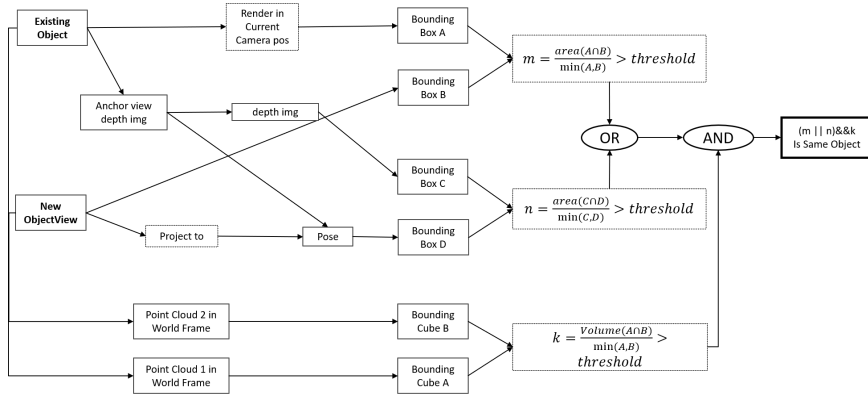 Existing
Object
Render in
Current
Camera pos
Bounding
Box A
m = area(A∩B) / min(A,B) > threshold
Bounding
Box B
Anchor view
depth img
depth img
OR
AND
(m || n)&&k
Is Same Object
Bounding
Box C
New
ObjectView
n = area(C∩D) / min(C,D) > threshold
Project to
Pose
Bounding
Box D
Point Cloud 2 in
World Frame
Bounding
Cube B
k = Volume(A∩B) / min(A,B) >
threshold
Point Cloud 1 in
World Frame
Bounding
Cube A